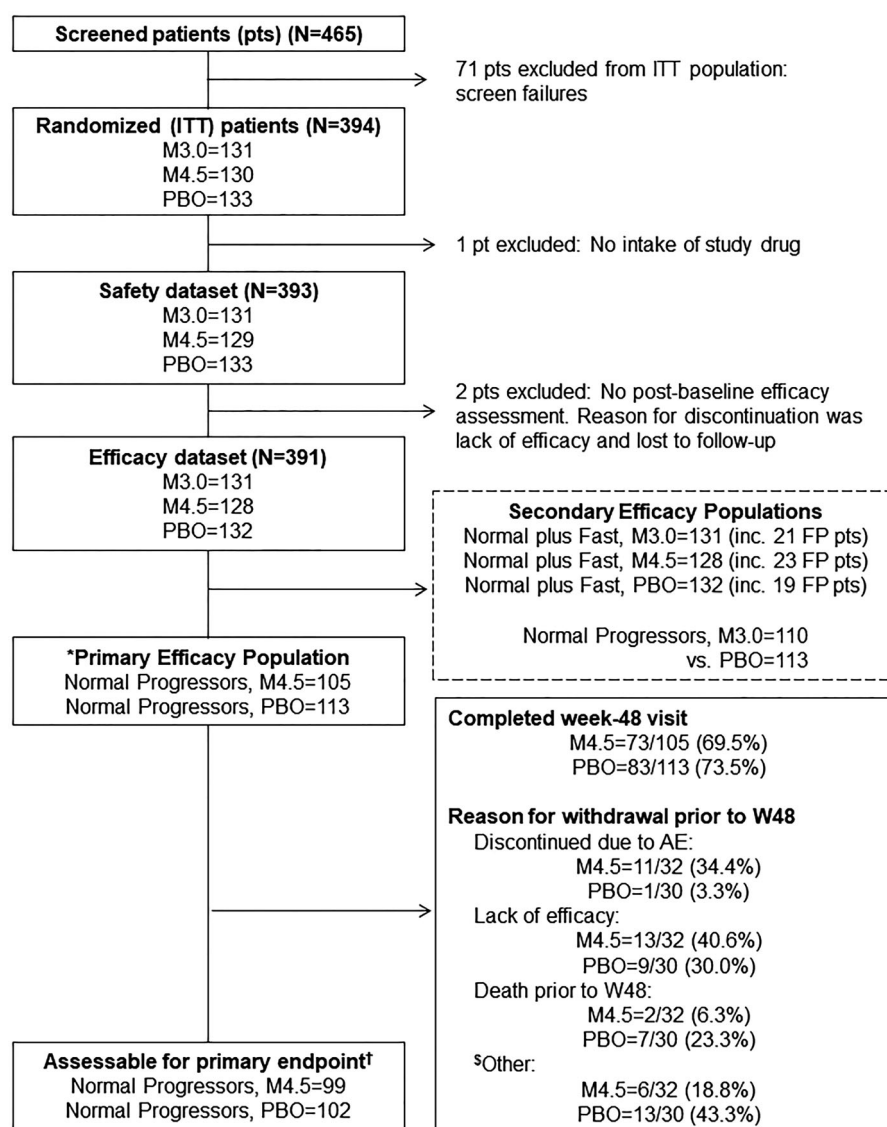 Screened patients (pts) (N=465)
71 pts excluded from ITT population:
screen failures
Randomized (ITT) patients (N=394)
M3.0=131
M4.5=130
PBO=133
1 pt excluded: No intake of study drug
Safety dataset (N=393)
M3.0=131
M4.5=129
PBO=133
2 pts excluded: No post-baseline efficacy
assessment. Reason for discontinuation was
lack of efficacy and lost to follow-up
Efficacy dataset (N=391)
M3.0=131
M4.5=128
PBO=132
Secondary Efficacy Populations
Normal plus Fast, M3.0=131 (inc. 21 FP pts)
Normal plus Fast, M4.5=128 (inc. 23 FP pts)
Normal plus Fast, PBO=132 (inc. 19 FP pts)
Normal Progressors, M3.0=110
vs. PBO=113
*Primary Efficacy Population
Normal Progressors, M4.5=105
Normal Progressors, PBO=113
Completed week-48 visit
M4.5=73/105 (69.5%)
PBO=83/113 (73.5%)
Reason for withdrawal prior to W48
Discontinued due to AE:
M4.5=11/32 (34.4%)
PBO=1/30 (3.3%)
Lack of efficacy:
M4.5=13/32 (40.6%)
PBO=9/30 (30.0%)
Death prior to W48:
M4.5=2/32 (6.3%)
PBO=7/30 (23.3%)
$Other:
M4.5=6/32 (18.8%)
PBO=13/30 (43.3%)
Assessable for primary endpoint†
Normal Progressors, M4.5=99
Normal Progressors, PBO=102